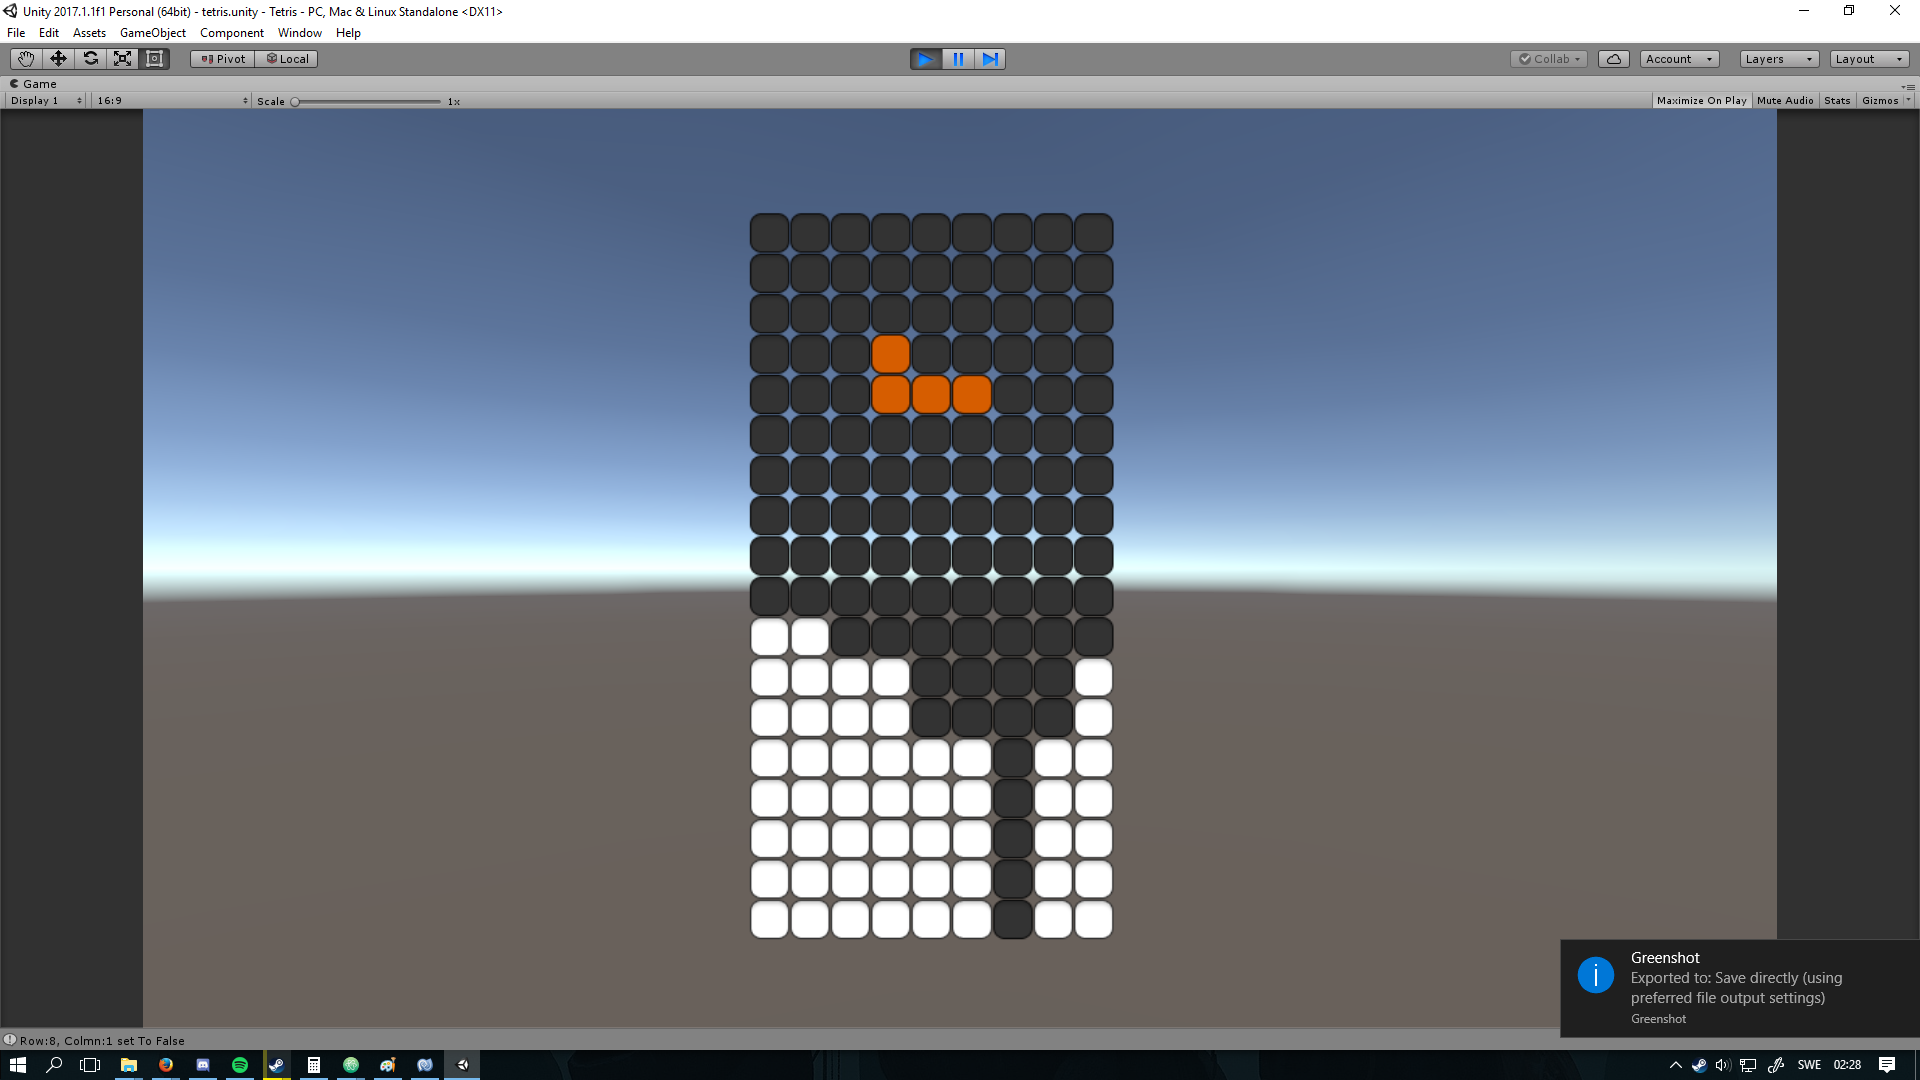 Unity 2017.1.1f1 Personal (64bit) - tetris.unity - Tetris - PC, Mac & Linux Standalone <DX11>
File Edit Assets GameObject Component Window Help
Pivot Local Collab Account Layers Layout
Game
Display 1 16:9 Scale 1x Maximize On Play Mute Audio Stats Gizmos
Greenshot
Exported to: Save directly (using
preferred file output settings)
Greenshot
Row:8, Colmn:1 set To False
SWE 02:28